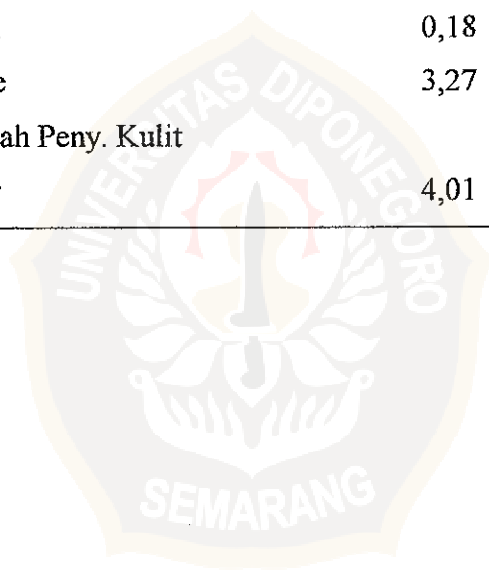 0,18
e 3,27
ah Peny. Kulit
4,01
UNIVERSITAS DIPONEGORO
SEMARANG